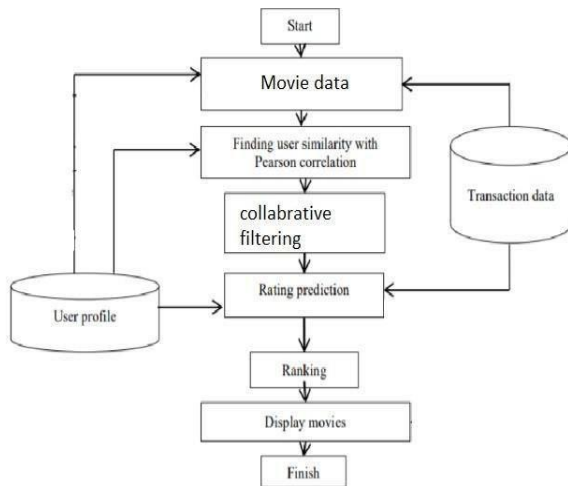 Start
Movie data
Finding user similarity with
Pearson correlation
Transaction data
collabrative
filtering
Rating prediction
User profile
Ranking
Display movies
Finish